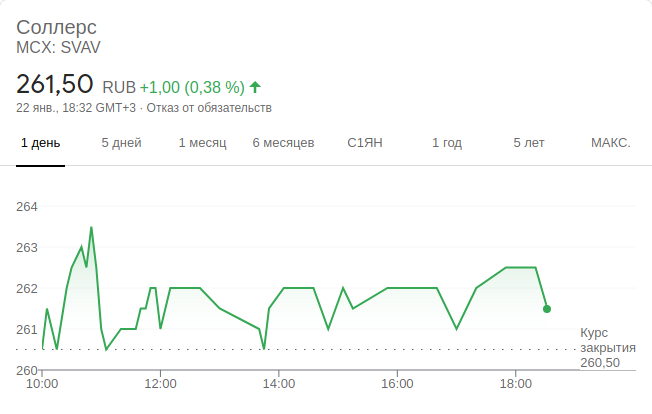 Соллерс
MCX: SVAV
261,50 RUB +1,00 (0,38 %)
22 янв., 18:32 GMT+3 · Отказ от обязательств
1 день 5 дней 1 месяц 6 месяцев С1ЯН 1 год 5 лет МАКС.
264
263
262
261
260
Курс
закрытия
260,50
10:00 12:00 14:00 16:00 18:00